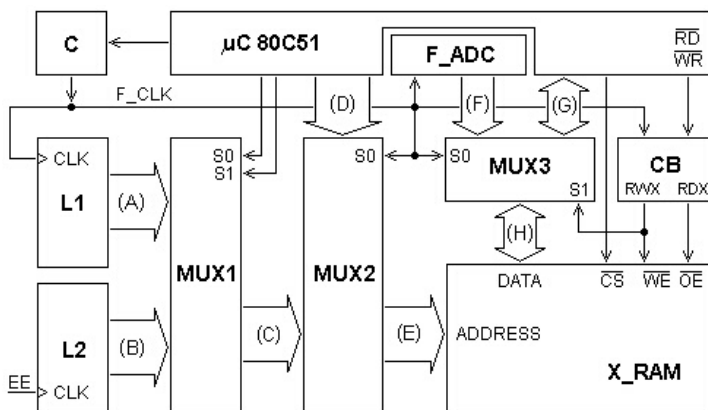 C
μC 80C51
F_ADC
RD
WR
F_CLK
(D)
(F)
(G)
CLK
L1
(A)
S0
S1
MUX1
S0
MUX2
S0
MUX3
S1
CB
RWX
RDX
(H)
DATA
CS
WE
OE
L2
(B)
(C)
(E)
ADDRESS
X_RAM
EE
CLK